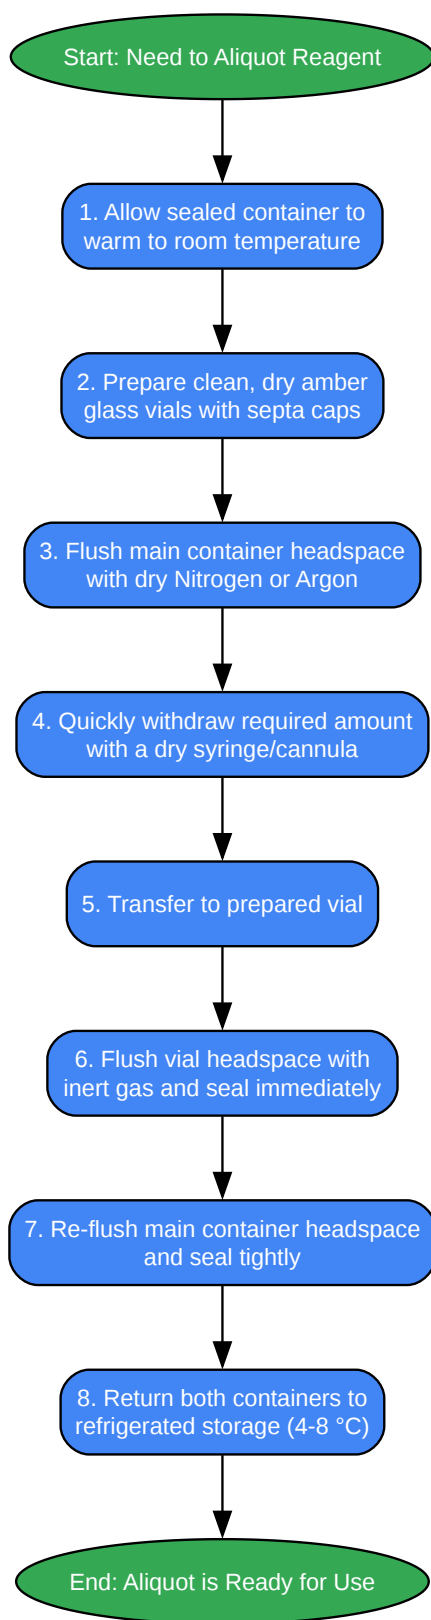 Start: Need to Aliquot Reagent
1. Allow sealed container to
warm to room temperature
2. Prepare clean, dry amber
glass vials with septa caps
3. Flush main container headspace
with dry Nitrogen or Argon
4. Quickly withdraw required amount
with a dry syringe/cannula
5. Transfer to prepared vial
6. Flush vial headspace with
inert gas and seal immediately
7. Re-flush main container headspace
and seal tightly
8. Return both containers to
refrigerated storage (4-8 °C)
End: Aliquot is Ready for Use